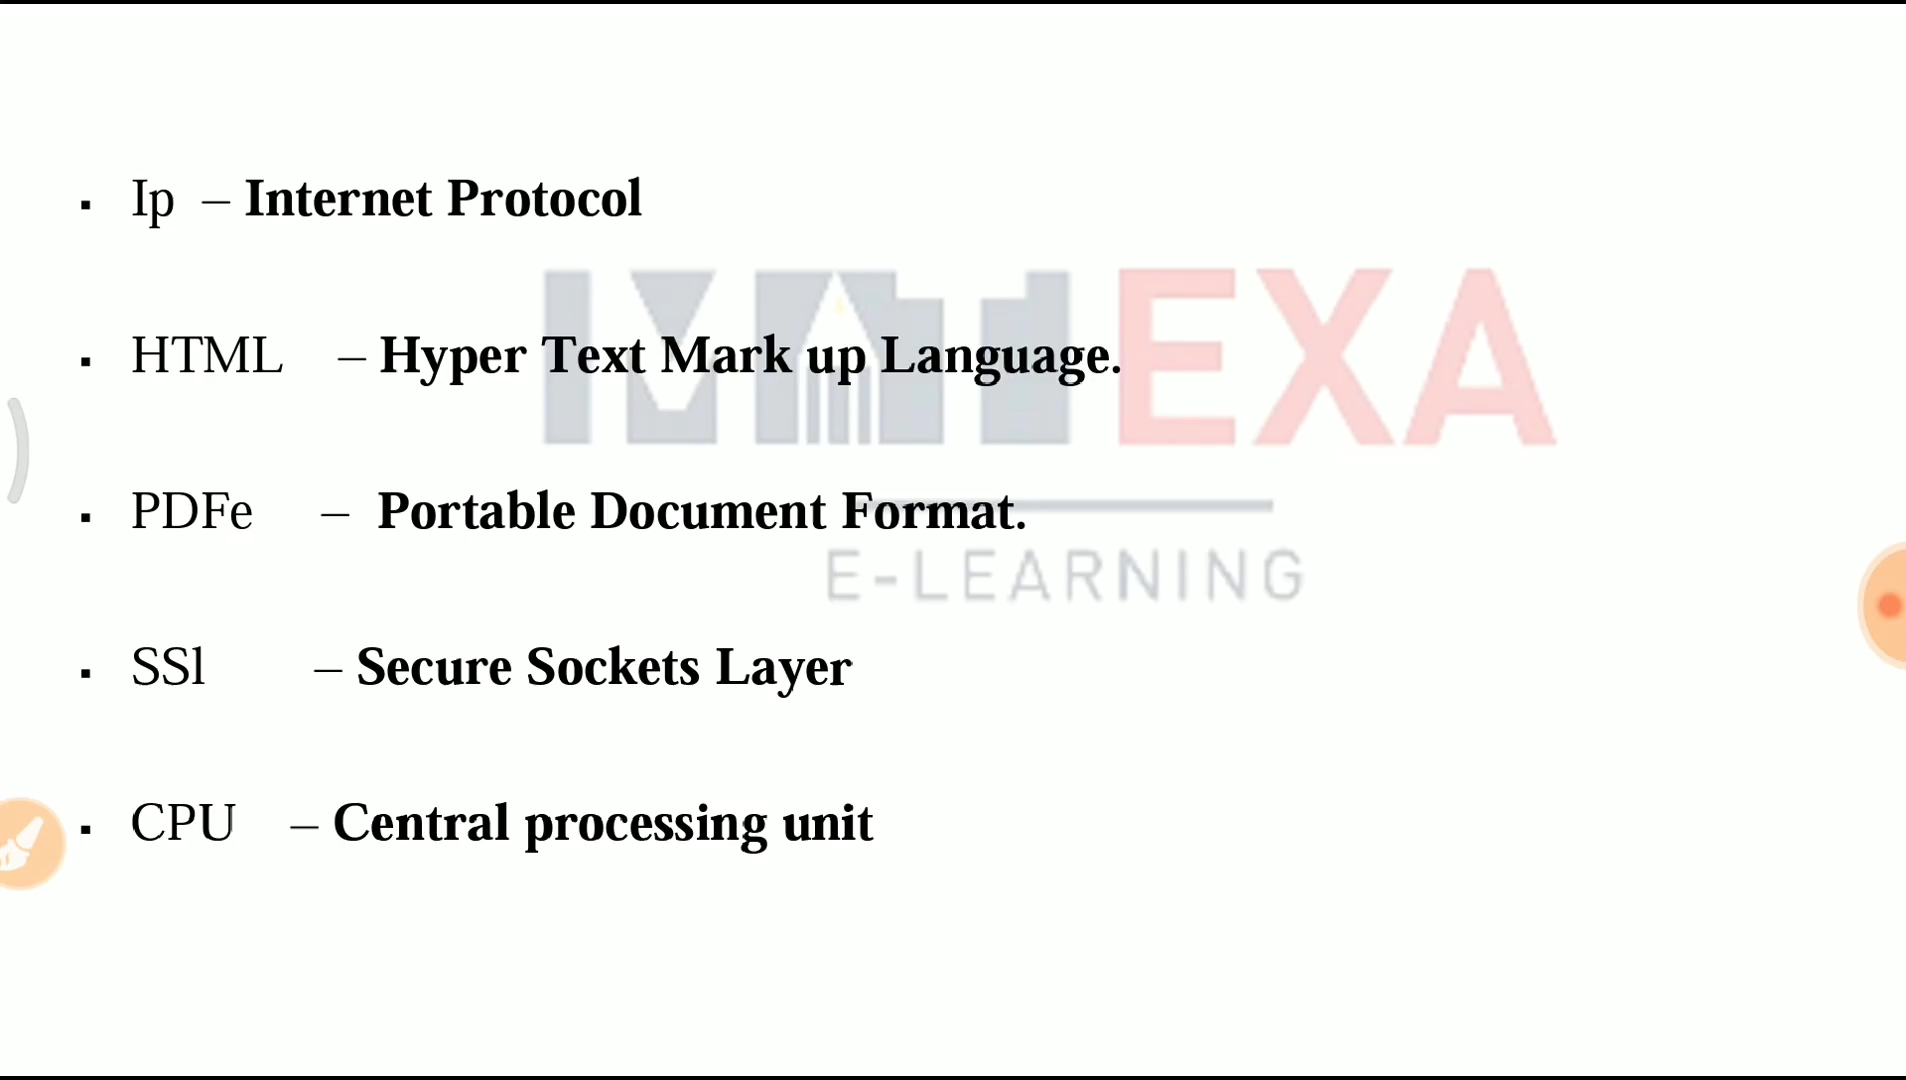 ▪ Ip – Internet Protocol
▪ HTML – Hyper Text Mark up Language.
EXA
▪ PDFe – Portable Document Format.
E-LEARNING
▪ SSl – Secure Sockets Layer
▪ CPU – Central processing unit